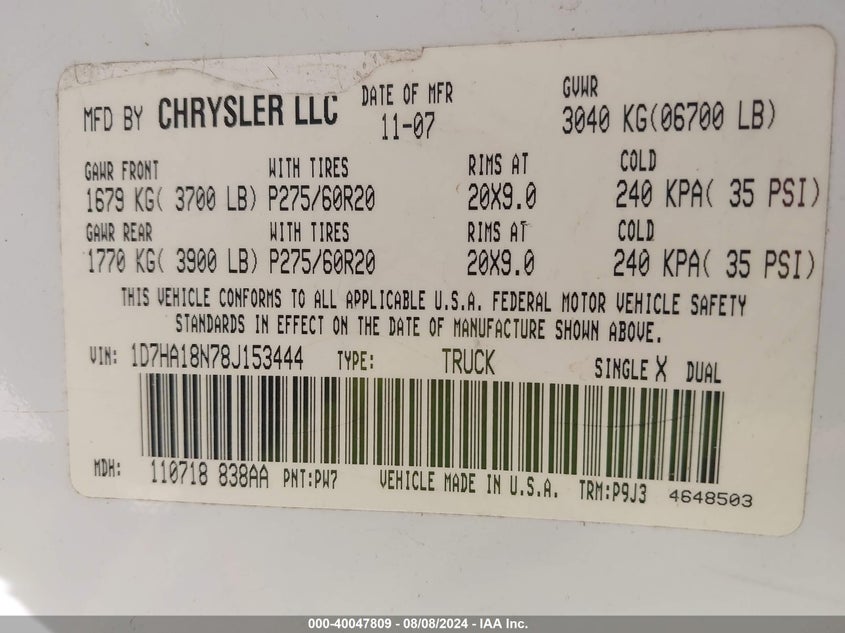 MFD BY CHRYSLER LLC DATE OF MFR GVWR
11-07 3040 KG(06700 LB)
GAWR FRONT WITH TIRES RIMS AT COLD
1679 KG( 3700 LB) P275/60R20 20X9.0 240 KPA( 35 PSI)
GAWR REAR WITH TIRES RIMS AT COLD
1770 KG( 3900 LB) P275/60R20 20X9.0 240 KPA( 35 PSI)
THIS VEHICLE CONFORMS TO ALL APPLICABLE U.S.A. FEDERAL MOTOR VEHICLE SAFETY
STANDARDS IN EFFECT ON THE DATE OF MANUFACTURE SHOWN ABOVE.
VIN: 1D7HA18N78J153444 TYPE: TRUCK SINGLE X DUAL
MDH: 110718 838AA PNT:PW7 VEHICLE MADE IN U.S.A. TRM:P9J3 4648503
000-40047809 - 08/08/2024 - IAA Inc.